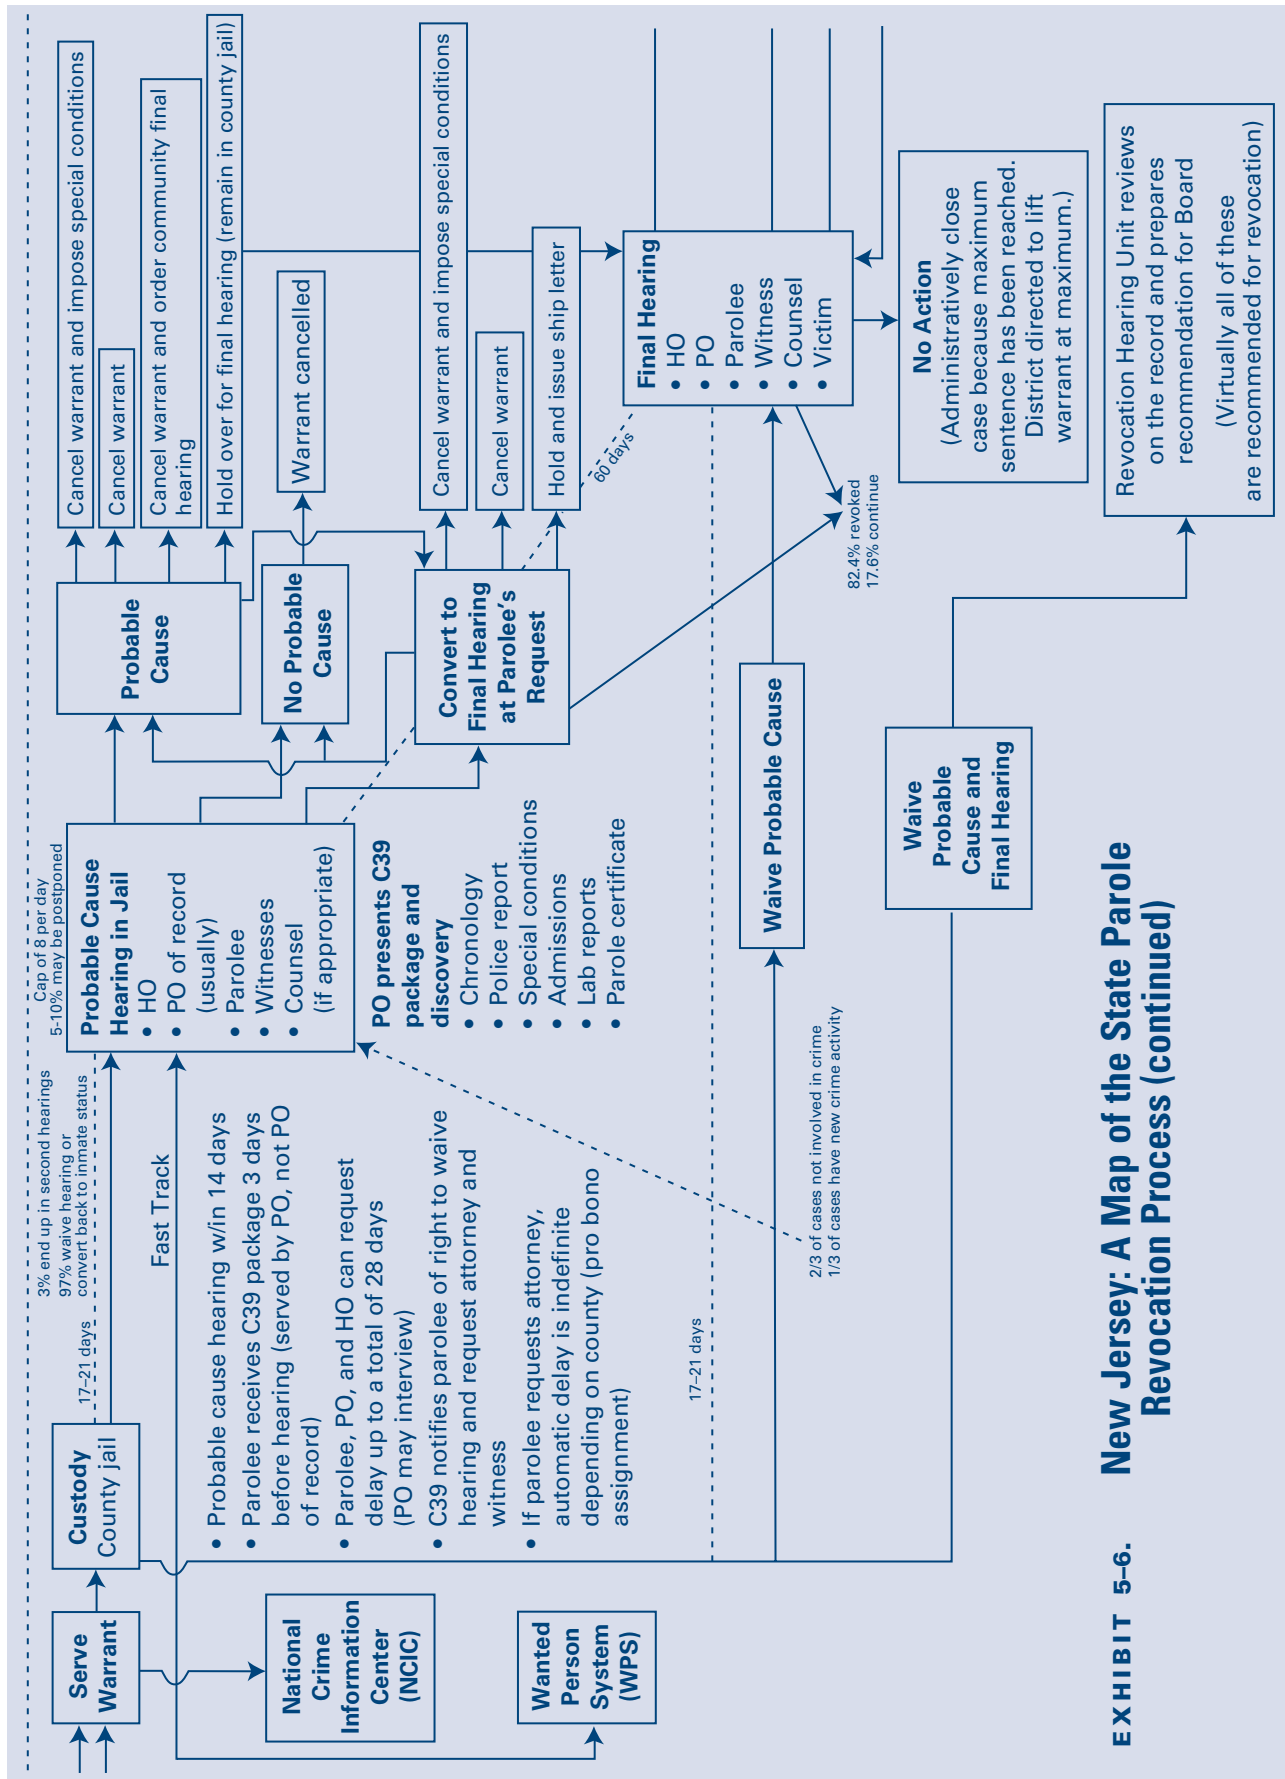 Serve
Warrant
National
Crime
Information
Center
(NCIC)
Wanted
Person
System
(WPS)
Custody
County jail
17–21 days
3% end up in second hearings
97% waive hearing or
convert back to inmate status
Fast Track
• Probable cause hearing w/in 14 days
• Parolee receives C39 package 3 days
before hearing (served by PO, not PO
of record)
• Parolee, PO, and HO can request
delay up to a total of 28 days
(PO may interview)
• C39 notifies parolee of right to waive
hearing and request attorney and
witness
• If parolee requests attorney,
automatic delay is indefinite
depending on county (pro bono
assignment)
17–21 days
2/3 of cases not involved in crime
1/3 of cases have new crime activity
Cap of 8 per day
5-10% may be postponed
Probable Cause
Hearing in Jail
• HO
• PO of record
(usually)
• Parolee
• Witnesses
• Counsel
(if appropriate)
PO presents C39
package and
discovery
• Chronology
• Police report
• Special conditions
• Admissions
• Lab reports
• Parole certificate
Waive Probable Cause
Waive
Probable
Cause and
Final Hearing
Probable
Cause
No Probable
Cause
Convert to
Final Hearing
at Parolee's
Request
Cancel warrant and impose special conditions
Cancel warrant
Cancel warrant and order community final
hearing
Hold over for final hearing (remain in county jail)
Warrant cancelled
Cancel warrant and impose special conditions
Cancel warrant
Hold and issue ship letter
60 days
82.4% revoked
17.6% continue
Final Hearing
• HO
• PO
• Parolee
• Witness
• Counsel
• Victim
No Action
(Administratively close
case because maximum
sentence has been reached.
District directed to lift
warrant at maximum.)
Revocation Hearing Unit reviews
on the record and prepares
recommendation for Board
(Virtually all of these
are recommended for revocation)
EXHIBIT 5–6. New Jersey: A Map of the State Parole
Revocation Process (continued)